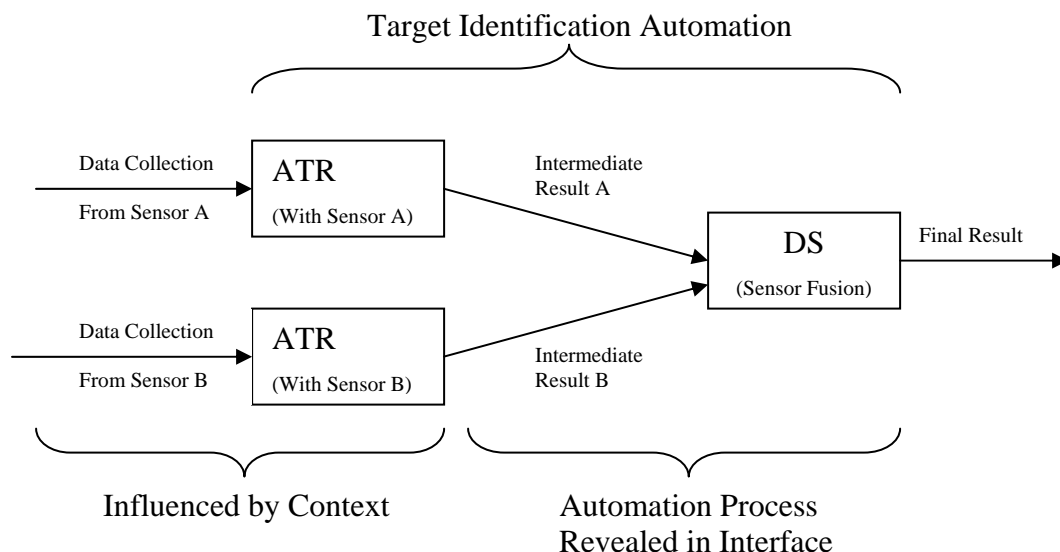 Target Identification Automation
Data Collection
From Sensor A
ATR
(With Sensor A)
Intermediate
Result A
DS
(Sensor Fusion)
Final Result
Data Collection
From Sensor B
ATR
(With Sensor B)
Intermediate
Result B
Influenced by Context
Automation Process
Revealed in Interface